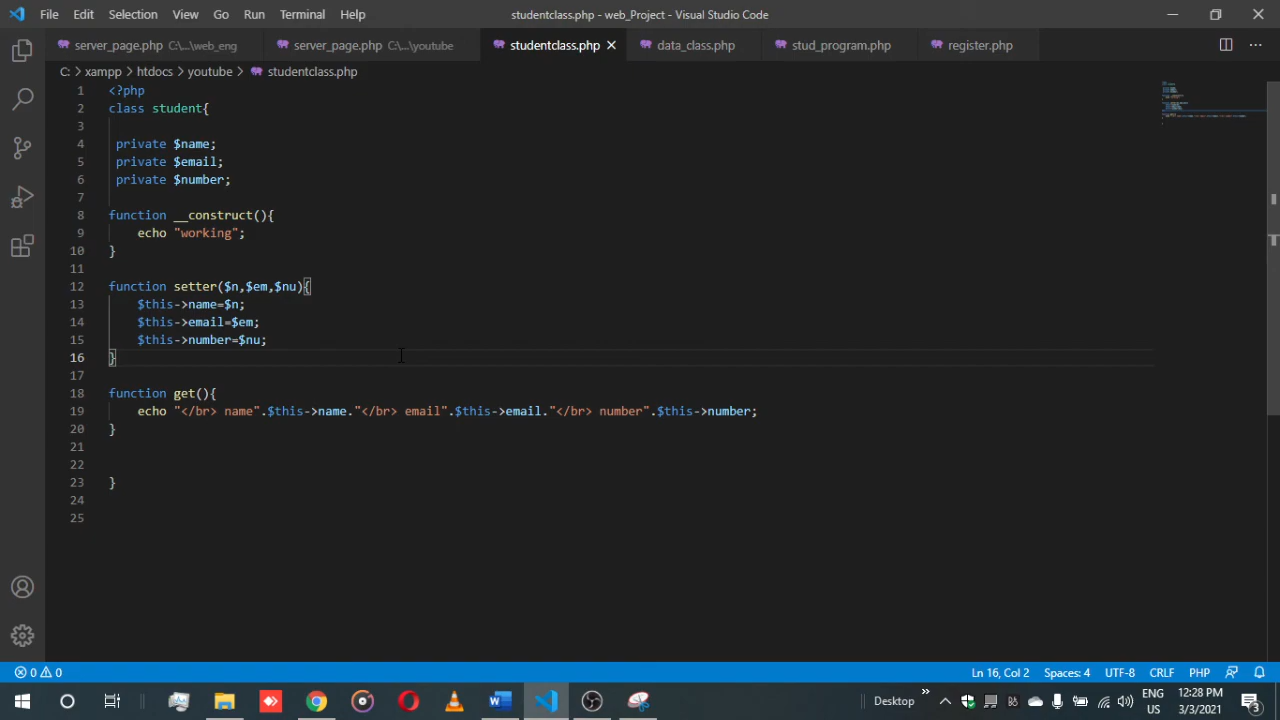 File Edit Selection View Go Run Terminal Help studentclass.php - web_Project - Visual Studio Code
server_page.php C:\...\web_eng server_page.php C:\...\youtube studentclass.php data_class.php stud_program.php register.php
C: > xampp > htdocs > youtube > studentclass.php
1 <?php
2 class student{
3
4 private $name;
5 private $email;
6 private $number;
7
8 function __construct(){
9 echo "working";
10 }
11
12 function setter($n,$em,$nu){
13 $this->name=$n;
14 $this->email=$em;
15 $this->number=$nu;
16 }
17
18 function get(){
19 echo "</br> name".$this->name."</br> email".$this->email."</br> number".$this->number;
20 }
21
22
23 }
24
25
0 0 Ln 16, Col 2 Spaces: 4 UTF-8 CRLF PHP
Desktop ENG 12:28 PM
US 3/3/2021 3